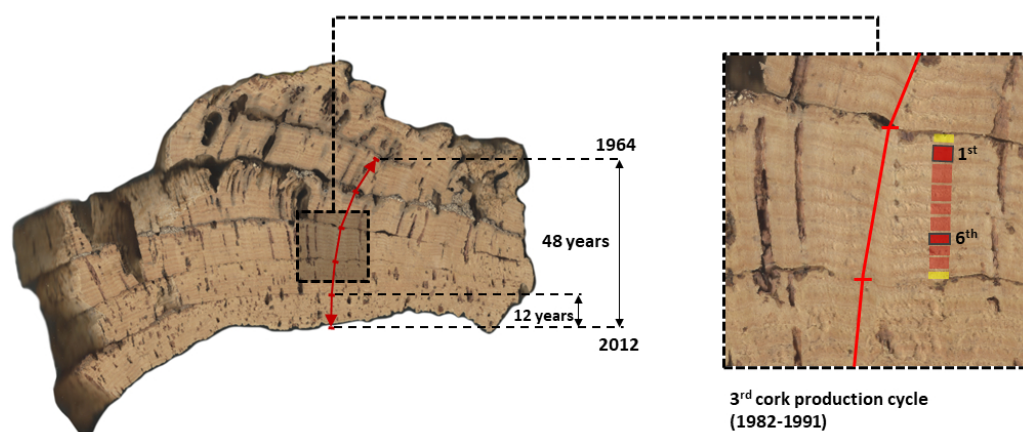 1964
48 years
12 years
2012
1st
6th
3rd cork production cycle
(1982-1991)